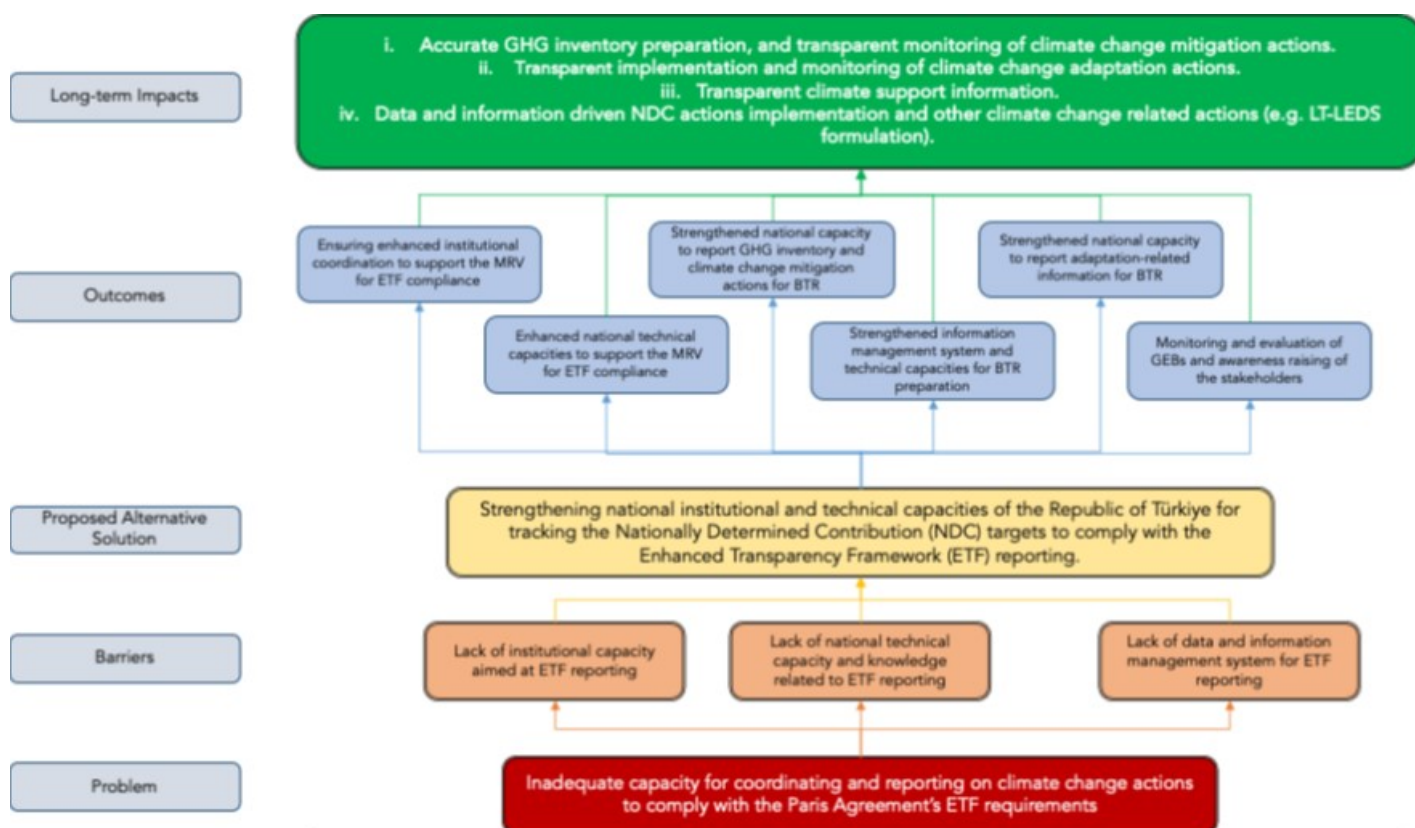 Long-term Impacts
i. Accurate GHG inventory preparation, and transparent monitoring of climate change mitigation actions.
ii. Transparent implementation and monitoring of climate change adaptation actions.
iii. Transparent climate support information.
iv. Data and information driven NDC actions implementation and other climate change related actions (e.g. LT-LEDS
formulation).
Outcomes
Ensuring enhanced institutional
coordination to support the MRV
for ETF compliance
Strengthened national capacity
to report GHG inventory and
climate change mitigation
actions for BTR
Strengthened national capacity
to report adaptation-related
information for BTR
Enhanced national technical
capacities to support the MRV
for ETF compliance
Strengthened information
management system and
technical capacities for BTR
preparation
Monitoring and evaluation of
GEBs and awareness raising of
the stakeholders
Proposed Alternative
Solution
Strengthening national institutional and technical capacities of the Republic of Türkiye for
tracking the Nationally Determined Contribution (NDC) targets to comply with the
Enhanced Transparency Framework (ETF) reporting.
Barriers
Lack of institutional capacity
aimed at ETF reporting
Lack of national technical
capacity and knowledge
related to ETF reporting
Lack of data and information
management system for ETF
reporting
Problem
Inadequate capacity for coordinating and reporting on climate change actions
to comply with the Paris Agreement's ETF requirements